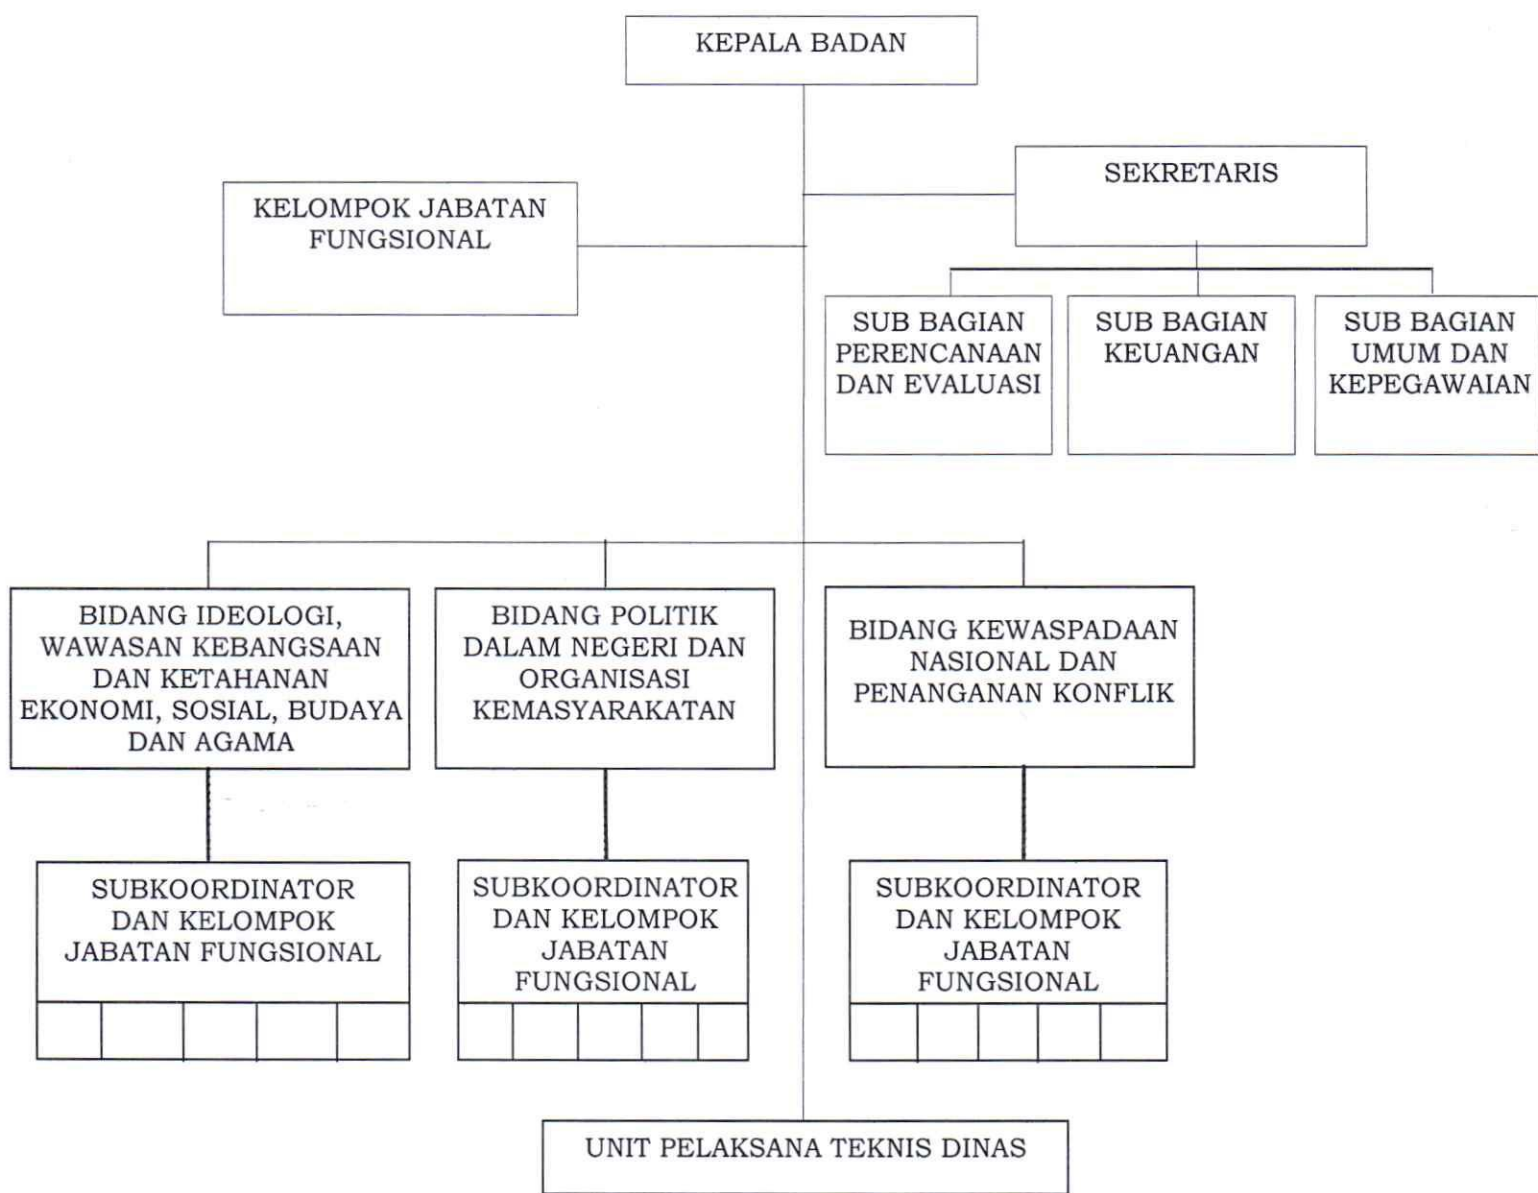 KEPALA BADAN
SEKRETARIS
KELOMPOK JABATAN
FUNGSIONAL
SUB BAGIAN
PERENCANAAN
DAN EVALUASI
SUB BAGIAN
KEUANGAN
SUB BAGIAN
UMUM DAN
KEPEGAWAIAN
BIDANG IDEOLOGI,
WAWASAN KEBANGSAAN
DAN KETAHANAN
EKONOMI, SOSIAL, BUDAYA
DAN AGAMA
BIDANG POLITIK
DALAM NEGERI DAN
ORGANISASI
KEMASYARAKATAN
BIDANG KEWASPADAAN
NASIONAL DAN
PENANGANAN KONFLIK
SUBKOORDINATOR
DAN KELOMPOK
JABATAN FUNGSIONAL
SUBKOORDINATOR
DAN KELOMPOK
JABATAN
FUNGSIONAL
SUBKOORDINATOR
DAN KELOMPOK
JABATAN
FUNGSIONAL
UNIT PELAKSANA TEKNIS DINAS